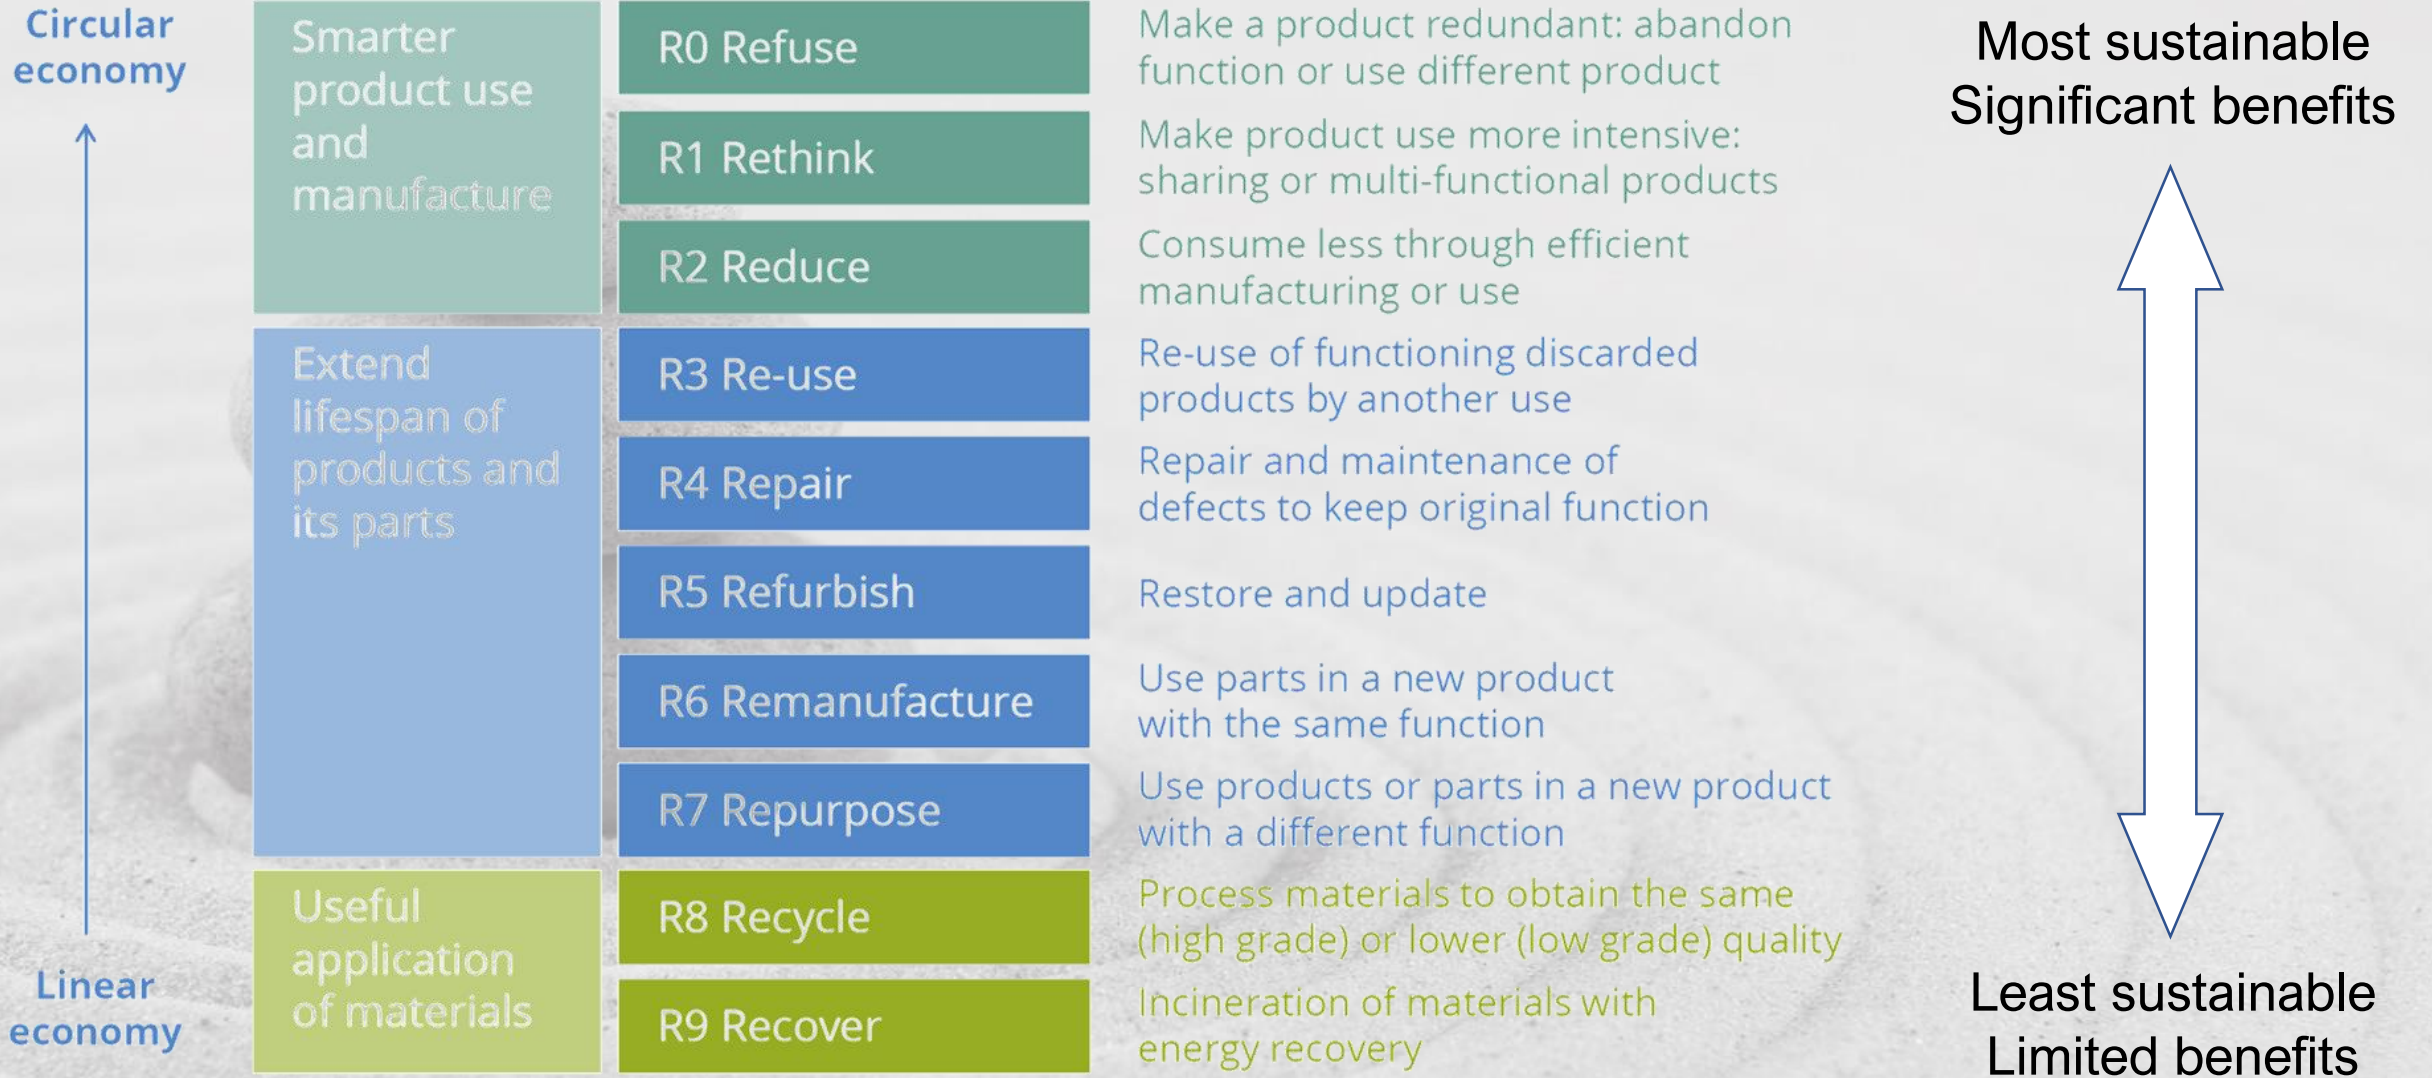 Circular
economy
Linear
economy
Smarter
product use
and
manufacture
R0 Refuse
Make a product redundant: abandon
function or use different product
R1 Rethink
Make product use more intensive:
sharing or multi-functional products
R2 Reduce
Consume less through efficient
manufacturing or use
Extend
lifespan of
products and
its parts
R3 Re-use
Re-use of functioning discarded
products by another use
R4 Repair
Repair and maintenance of
defects to keep original function
R5 Refurbish
Restore and update
R6 Remanufacture
Use parts in a new product
with the same function
R7 Repurpose
Use products or parts in a new product
with a different function
Useful
application
of materials
R8 Recycle
Process materials to obtain the same
(high grade) or lower (low grade) quality
R9 Recover
Incineration of materials with
energy recovery
Most sustainable
Significant benefits
Least sustainable
Limited benefits